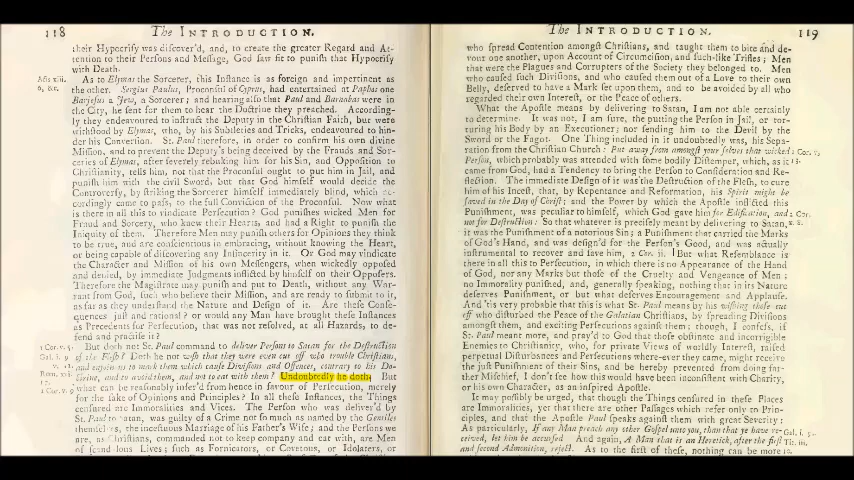 118 The INTRODUCTION.
their Hypocrisy was discover'd, and, to create the greater Regard and At-
tention to their Persons and Message, God saw fit to punish that Hypocrisy
with Death.
As to Elymas the Sorcerer, this Instance is as foreign and impertinent as
the other. Sergius Paulus, Proconsul of Cyprus, had entertained at Paphos one
Barjesus a Jew, a Sorcerer; and hearing also that Paul and Barnabas were in
the City, he sent for them to hear the Doctrine they preached. According-
ly they endeavoured to instruct the Deputy in the Christian Faith, but were
withstood by Elymas, who, by his Subtleties and Tricks, endeavoured to hin-
der his Conversion. St. Paul therefore, in order to confirm his own divine
Mission, and to prevent the Deputy's being deceived by the Frauds and Sor-
ceries of Elymas, after severely rebuking him for his Sin, and Opposition to
Christianity, tells him, not that the Proconsul ought to put him in Jail, and
punish him with the civil Sword, but that God himself would decide the
Controversy, by striking the Sorcerer himself immediately blind, which ac-
cordingly came to pass, to the full Conviction of the Proconsul. Now what
is there in all this to vindicate Persecution? God punishes wicked Men for
Fraud and Sorcery, who knew their Hearts, and had a Right to punish the
Iniquity of them. Therefore Men may punish others for Opinions they think
to be true, and are conscientious in embracing, without knowing the Heart,
or being capable of discovering any Insincerity in it. Or God may vindicate
the Character and Mission of his own Messengers, when wickedly opposed
and denied, by immediate Judgments inflicted by himself on their Opposers.
Therefore the Magistrate may punish and put to Death, without any War-
rant from God, such who believe their Mission, and are ready to submit to it,
as far as they understand the Nature and Design of it. Are these Conse-
quences just and rational? or would any Man have brought these Instances
as Precedents for Persecution, that was not resolved, at all Hazards, to de-
fend and practise it?
But doth not St. Paul command to deliver Persons to Satan for the Destruction
of the Flesh? Doth he not wish that they were even cut off who trouble Christians,
and enjoin us to mark them which cause Divisions and Offences, contrary to his Do-
ctrine, and to avoid them, and not to eat with them? Undoubtedly he doth. But
what can be reasonably infer'd from hence in favour of Persecution, merely
for the sake of Opinions and Principles? In all these Instances, the Things
censured are Immoralities and Vices. The Person who was deliver'd by
St. Paul to Satan, was guilty of a Crime not so much as named by the Gentiles
themselves, the incestuous Marriage of his Father's Wife; and the Persons we
are, as Christians, commanded not to keep company and eat with, are Men
of scandalous Lives; such as Fornicators, or Covetous, or Idolaters, or
The INTRODUCTION. 119
who spread Contention amongst Christians, and taught them to bite and de-
vour one another, upon Account of Circumcision, and such-like Trifles; Men
that were the Plagues and Corrupters of the Society they belonged to. Men
who caused such Divisions, and who caused them out of a Love to their own
Belly, deserved to have a Mark set upon them, and to be avoided by all who
regarded their own Interest, or the Peace of others.
What the Apostle means by delivering to Satan, I am not able certainly
to determine. It was not, I am sure, the putting the Person in Jail, or tor-
turing his Body by an Executioner; nor sending him to the Devil by the
Sword or the Fagot. One Thing included in it undoubtedly was, his Sepa-
ration from the Christian Church: Put away from amongst your selves that wicked
Person, which probably was attended with some bodily Distemper, which, as it
came from God, had a Tendency to bring the Person to Consideration and Re-
flection. The immediate Design of it was the Destruction of the Flesh, to cure
him of his Incest, that, by Repentance and Reformation, his Spirit might be
saved in the Day of Christ; and the Power by which the Apostle inflicted this
Punishment, was peculiar to himself, which God gave him for Edification, and
not for Destruction: So that whatever is precisely meant by delivering to Satan,
it was the Punishment of a notorious Sin; a Punishment that carried the Marks
of God's Hand, and was design'd for the Person's Good, and was actually
instrumental to recover and save him, 2 Cor. ii. But what Resemblance is
there in all this to Persecution, in which there is no Appearance of the Hand
of God, nor any Marks but those of the Cruelty and Vengeance of Men;
no Immorality punished, and, generally speaking, nothing that in its Nature
deserves Punishment, or but what deserves Encouragement and Applause.
And 'tis very probable that this is what St. Paul means by his wishing those cut
off who disturbed the Peace of the Galatian Christians, by spreading Divisions
amongst them, and exciting Persecutions against them; though, I confess, if
St. Paul meant more, and pray'd to God that those obstinate and incorrigible
Enemies to Christianity, who, for private Views of worldly Interest, raised
perpetual Disturbances and Persecutions where-ever they came, might receive
the just Punishment of their Sins, and be hereby prevented from doing far-
ther Mischief, I don't see how this would have been inconsistent with Charity,
or his own Character, as an inspired Apostle.
It may possibly be urged, that though the Things censured in these Places
are Immoralities, yet that there are other Passages which refer only to Prin-
ciples, and that the Apostle Paul speaks against them with great Severity:
As particularly, If any Man preach any other Gospel unto you, than that ye have re-
ceived, let him be accursed And again, A Man that is an Heretick, after the first
and second Admonition, reject. As to the first of these, nothing can be more